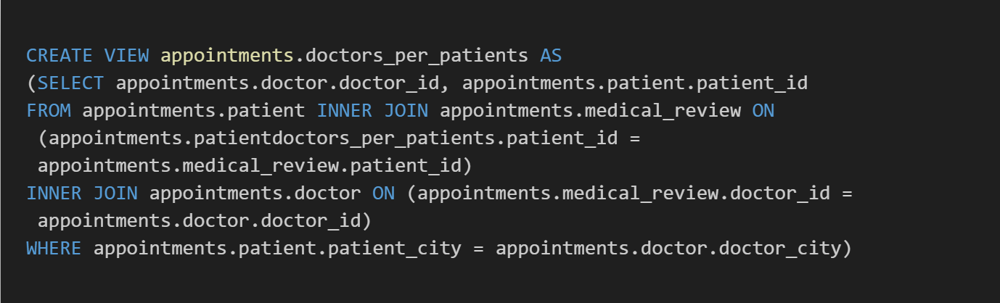 CREATE VIEW appointments.doctors_per_patients AS
(SELECT appointments.doctor.doctor_id, appointments.patient.patient_id
FROM appointments.patient INNER JOIN appointments.medical_review ON
(appointments.patientdoctors_per_patients.patient_id =
appointments.medical_review.patient_id)
INNER JOIN appointments.doctor ON (appointments.medical_review.doctor_id =
appointments.doctor.doctor_id)
WHERE appointments.patient.patient_city = appointments.doctor.doctor_city)